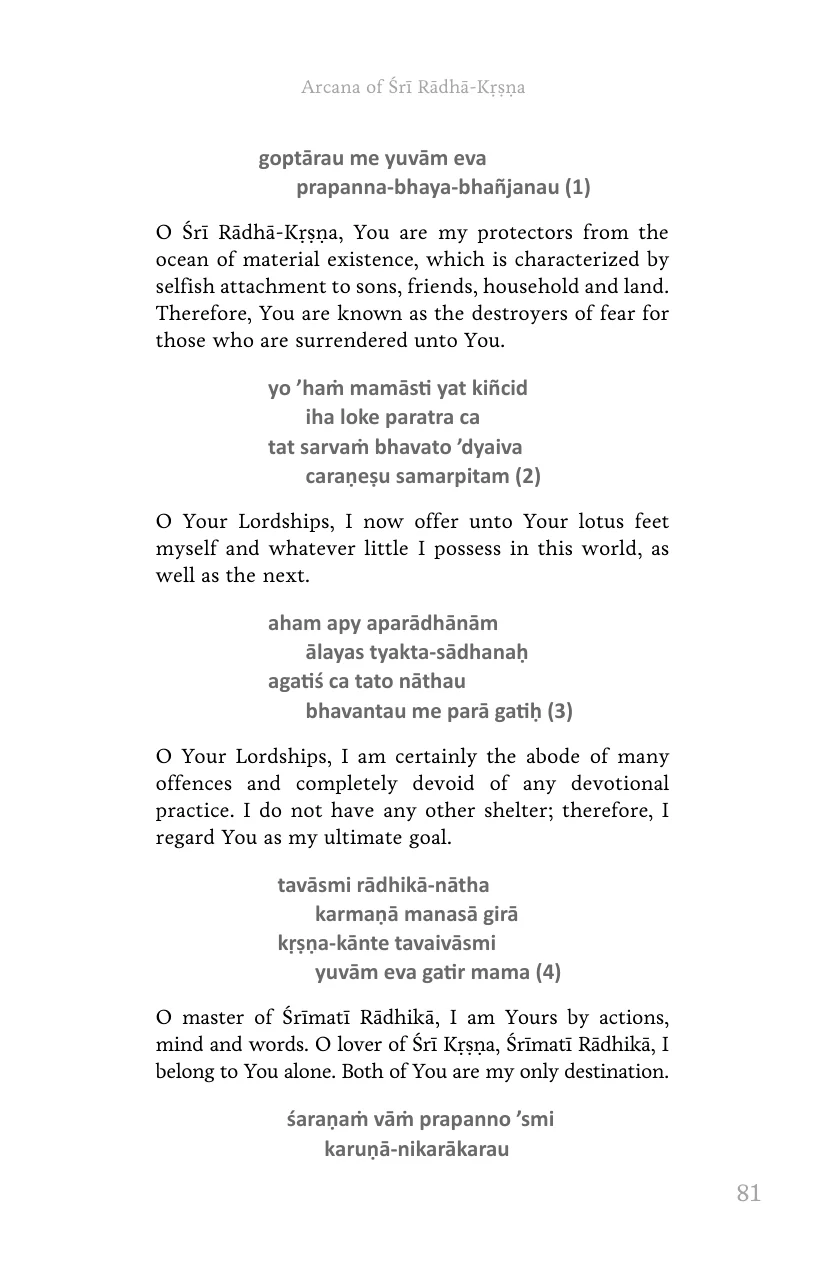 Arcana of Śrī Rādhā-Kṛṣṇa
goptārau me yuvām eva
prapanna-bhaya-bhañjanau (1)
O Śrī Rādhā-Kṛṣṇa, You are my protectors from the
ocean of material existence, which is characterized by
selfish attachment to sons, friends, household and land.
Therefore, You are known as the destroyers of fear for
those who are surrendered unto You.
yo ’haṁ mamāsti yat kiñcid
iha loke paratra ca
tat sarvaṁ bhavato ’dyaiva
caraṇeṣu samarpitam (2)
O Your Lordships, I now offer unto Your lotus feet
myself and whatever little I possess in this world, as
well as the next.
aham apy aparādhānām
ālayas tyakta-sādhanaḥ
agatiś ca tato nāthau
bhavantau me parā gatiḥ (3)
O Your Lordships, I am certainly the abode of many
offences and completely devoid of any devotional
practice. I do not have any other shelter; therefore, I
regard You as my ultimate goal.
tavāsmi rādhikā-nātha
karmaṇā manasā girā
kṛṣṇa-kānte tavaivāsmi
yuvām eva gatir mama (4)
O master of Śrīmatī Rādhikā, I am Yours by actions,
mind and words. O lover of Śrī Kṛṣṇa, Śrīmatī Rādhikā, I
belong to You alone. Both of You are my only destination.
śaraṇaṁ vāṁ prapanno ’smi
karuṇā-nikarākarau
81